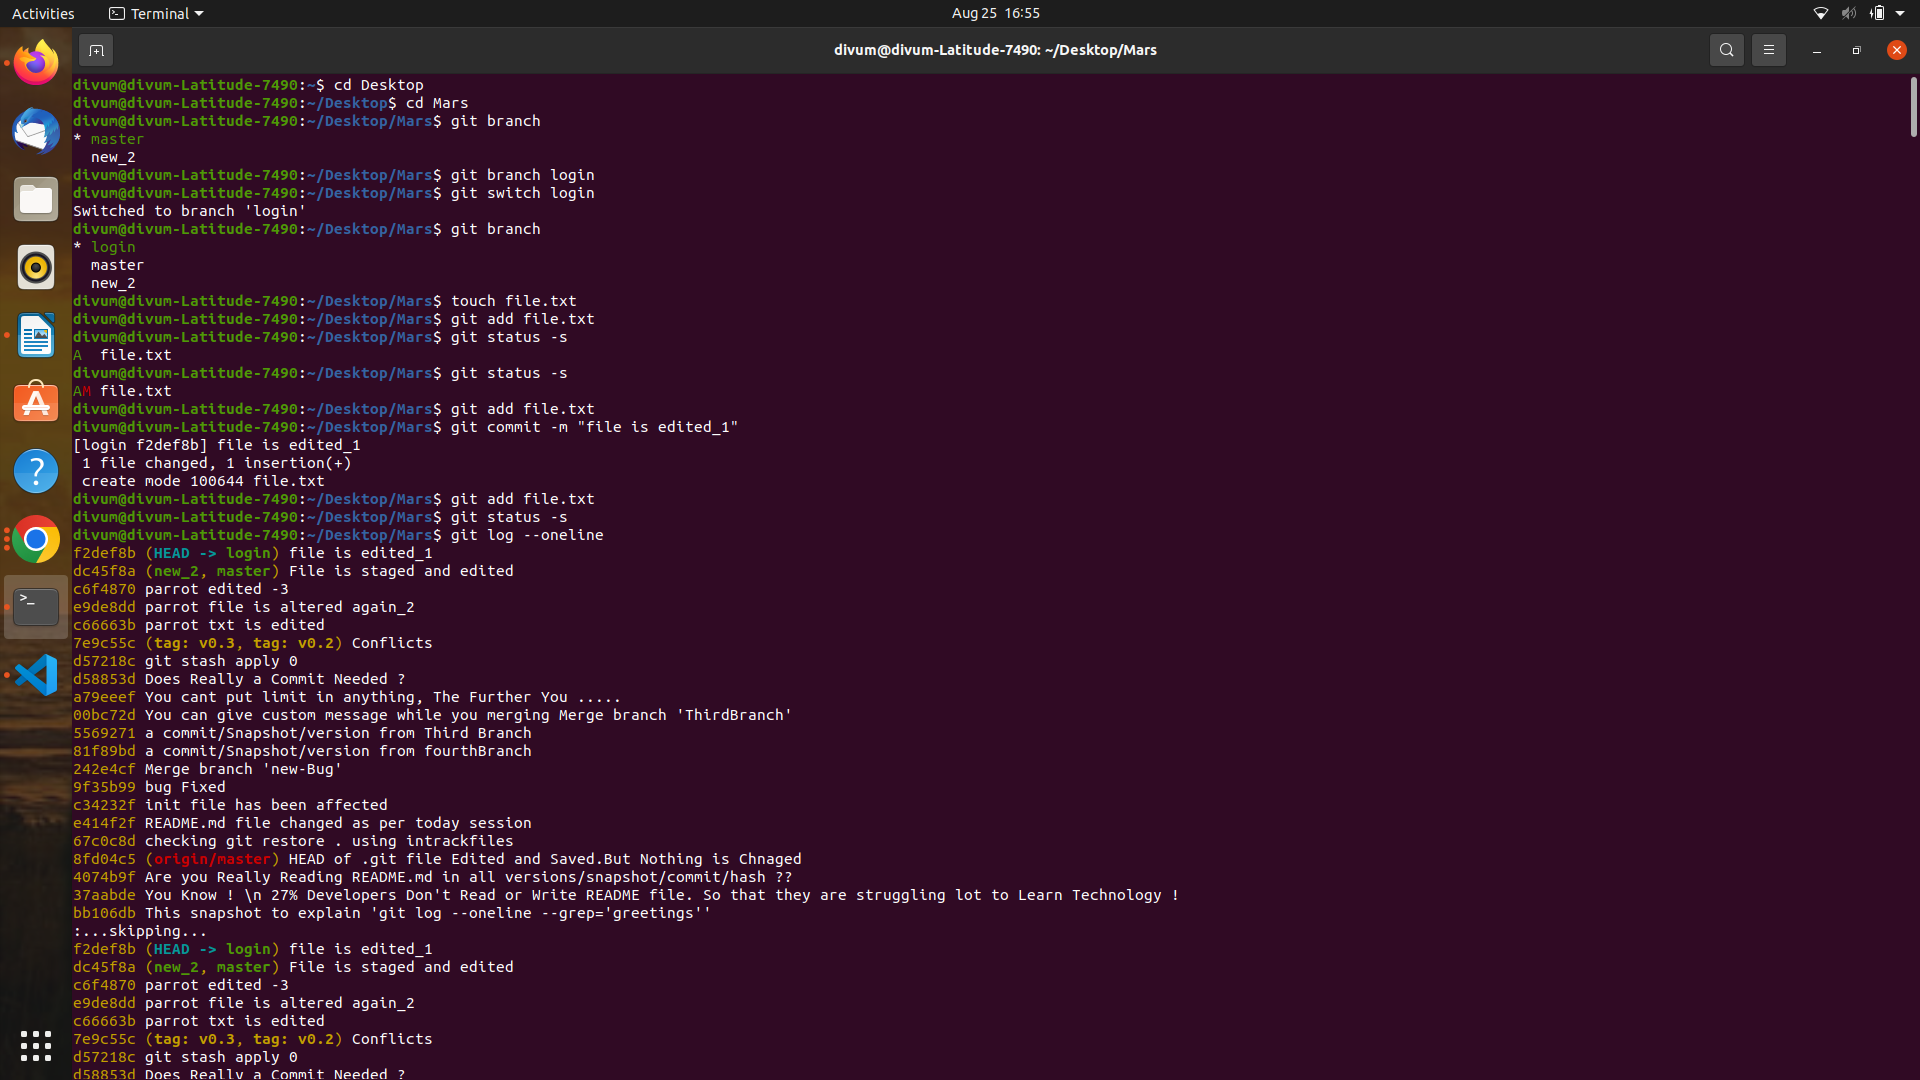 Activities
Terminal
Aug 25 16:55
divum@divum-Latitude-7490: ~/Desktop/Mars
divum@divum-Latitude-7490:~$ cd Desktop
divum@divum-Latitude-7490:~/Desktop$ cd Mars
divum@divum-Latitude-7490:~/Desktop/Mars$ git branch
* master
  new_2
divum@divum-Latitude-7490:~/Desktop/Mars$ git branch login
divum@divum-Latitude-7490:~/Desktop/Mars$ git switch login
Switched to branch 'login'
divum@divum-Latitude-7490:~/Desktop/Mars$ git branch
* login
  master
  new_2
divum@divum-Latitude-7490:~/Desktop/Mars$ touch file.txt
divum@divum-Latitude-7490:~/Desktop/Mars$ git add file.txt
divum@divum-Latitude-7490:~/Desktop/Mars$ git status -s
A  file.txt
divum@divum-Latitude-7490:~/Desktop/Mars$ git status -s
AM file.txt
divum@divum-Latitude-7490:~/Desktop/Mars$ git add file.txt
divum@divum-Latitude-7490:~/Desktop/Mars$ git commit -m "file is edited_1"
[login f2def8b] file is edited_1
 1 file changed, 1 insertion(+)
 create mode 100644 file.txt
divum@divum-Latitude-7490:~/Desktop/Mars$ git add file.txt
divum@divum-Latitude-7490:~/Desktop/Mars$ git status -s
divum@divum-Latitude-7490:~/Desktop/Mars$ git log --oneline
f2def8b (HEAD -> login) file is edited_1
dc45f8a (new_2, master) File is staged and edited
c6f4870 parrot edited -3
e9de8dd parrot file is altered again_2
c66663b parrot txt is edited
7e9c55c (tag: v0.3, tag: v0.2) Conflicts
d57218c git stash apply 0
d58853d Does Really a Commit Needed ?
a79eeef You cant put limit in anything, The Further You .....
00bc72d You can give custom message while you merging Merge branch 'ThirdBranch'
5569271 a commit/Snapshot/version from Third Branch
81f89bd a commit/Snapshot/version from fourthBranch
242e4cf Merge branch 'new-Bug'
9f35b99 bug Fixed
c34232f init file has been affected
e414f2f README.md file changed as per today session
67c0c8d checking git restore . using intrackfiles
8fd04c5 (origin/master) HEAD of .git file Edited and Saved.But Nothing is Chnaged
4074b9f Are you Really Reading README.md in all versions/snapshot/commit/hash ??
37aabde You Know ! \n 27% Developers Don't Read or Write README file. So that they are struggling lot to Learn Technology !
bb106db This snapshot to explain 'git log --oneline --grep='greetings''
:...skipping...
f2def8b (HEAD -> login) file is edited_1
dc45f8a (new_2, master) File is staged and edited
c6f4870 parrot edited -3
e9de8dd parrot file is altered again_2
c66663b parrot txt is edited
7e9c55c (tag: v0.3, tag: v0.2) Conflicts
d57218c git stash apply 0
d58853d Does Really a Commit Needed ?